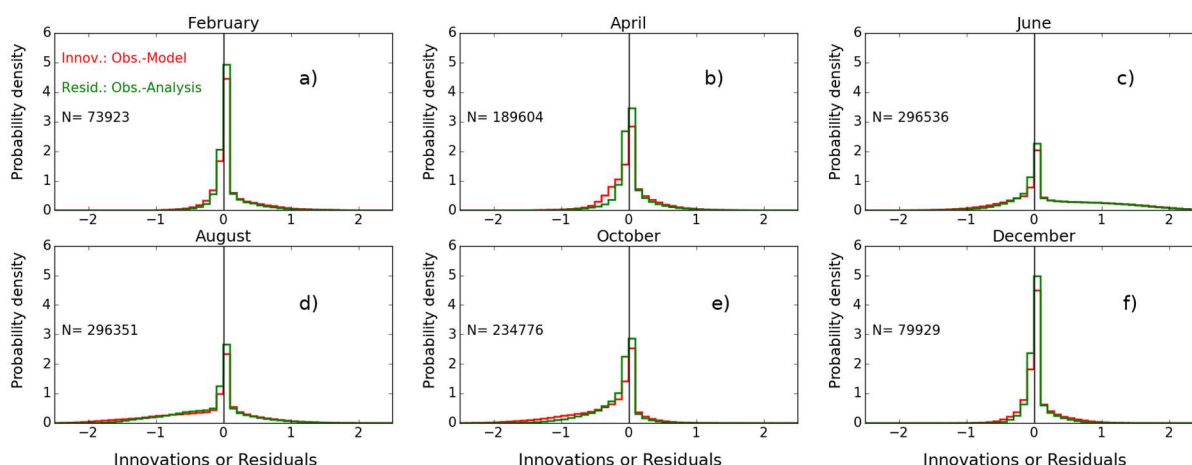 February
April
June
Probability density
6
5
4
3
2
1
0
Innov.: Obs.-Model
Resid.: Obs.-Analysis
N= 73923
a)
−2 −1 0 1 2
Probability density
6
5
4
3
2
1
0
N= 189604
b)
−2 −1 0 1 2
Probability density
6
5
4
3
2
1
0
N= 296536
c)
−2 −1 0 1 2
August
October
December
Probability density
6
5
4
3
2
1
0
N= 296351
d)
−2 −1 0 1 2
Innovations or Residuals
Probability density
6
5
4
3
2
1
0
N= 234776
e)
−2 −1 0 1 2
Innovations or Residuals
Probability density
6
5
4
3
2
1
0
N= 79929
f)
−2 −1 0 1 2
Innovations or Residuals